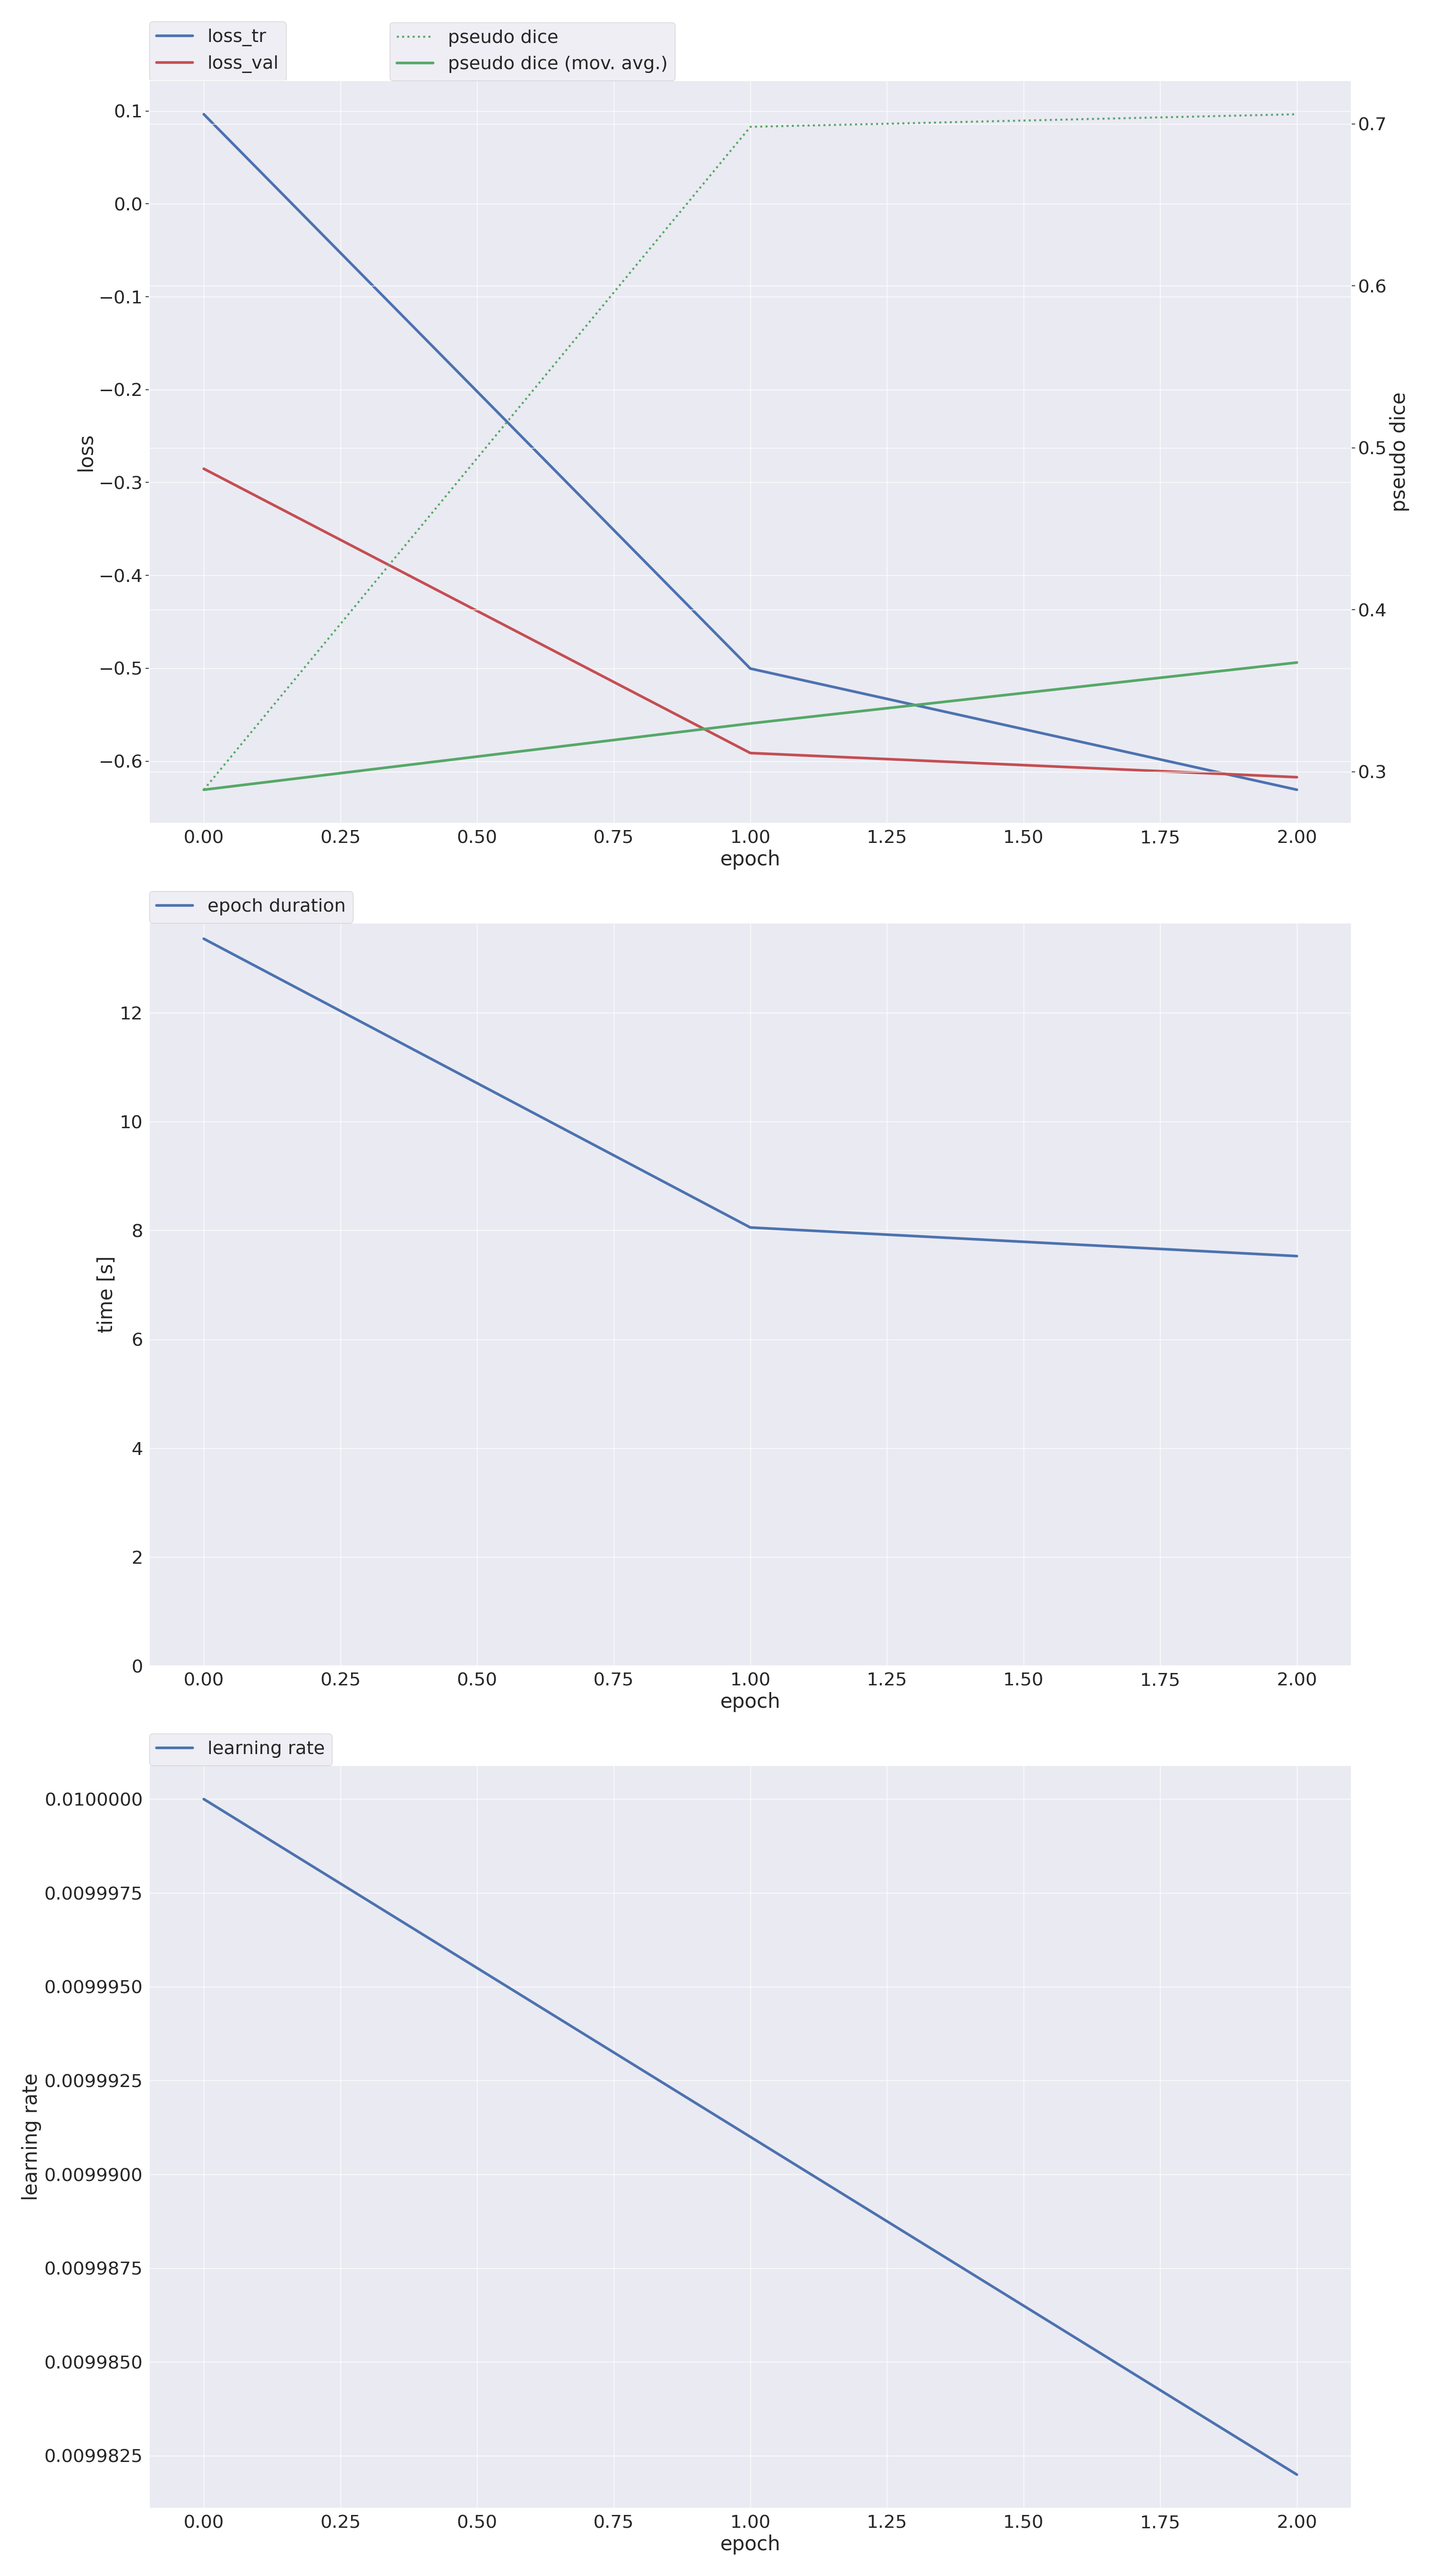 loss_tr
loss_val
pseudo dice
pseudo dice (mov. avg.)
0.1
0.0
−0.1
−0.2
−0.3
−0.4
−0.5
−0.6
loss
0.7
0.6
0.5
0.4
0.3
pseudo dice
0.00 0.25 0.50 0.75 1.00 1.25 1.50 1.75 2.00
epoch
epoch duration
12
10
8
6
4
2
0
time [s]
0.00 0.25 0.50 0.75 1.00 1.25 1.50 1.75 2.00
epoch
learning rate
0.0100000
0.0099975
0.0099950
0.0099925
0.0099900
0.0099875
0.0099850
0.0099825
learning rate
0.00 0.25 0.50 0.75 1.00 1.25 1.50 1.75 2.00
epoch